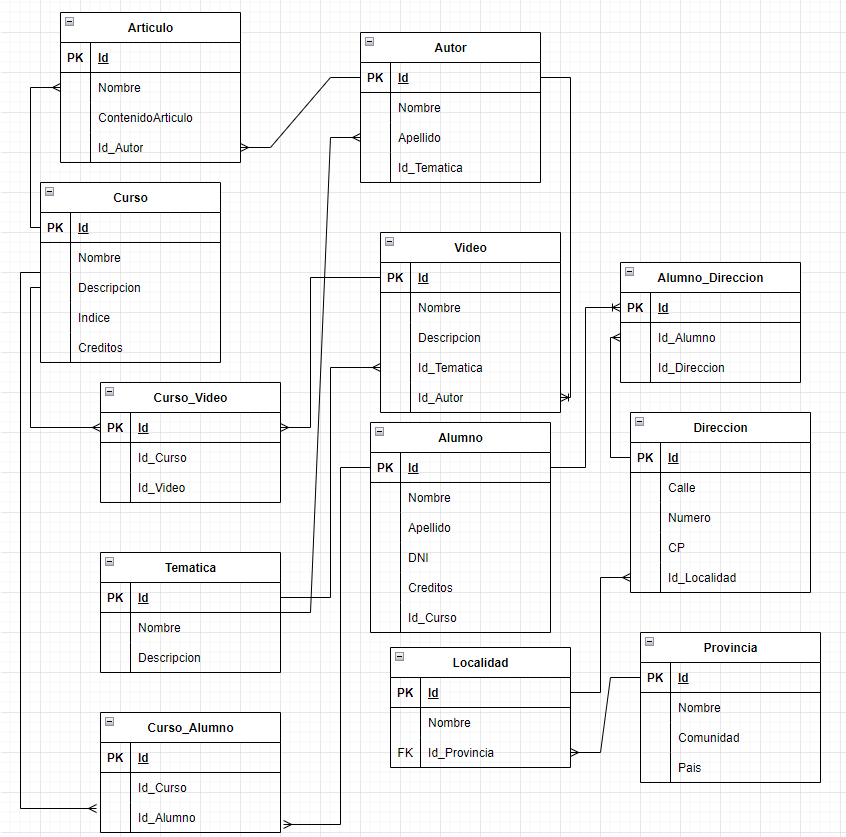 Articulo
PK Id
Nombre
ContenidoArticulo
Id_Autor
Autor
PK Id
Nombre
Apellido
Id_Tematica
Curso
PK Id
Nombre
Descripcion
Indice
Creditos
Video
PK Id
Nombre
Descripcion
Id_Tematica
Id_Autor
Alumno_Direccion
PK Id
Id_Alumno
Id_Direccion
Curso_Video
PK Id
Id_Curso
Id_Video
Alumno
PK Id
Nombre
Apellido
DNI
Creditos
Id_Curso
Direccion
PK Id
Calle
Numero
CP
Id_Localidad
Tematica
PK Id
Nombre
Descripcion
Localidad
PK Id
Nombre
FK Id_Provincia
Provincia
PK Id
Nombre
Comunidad
Pais
Curso_Alumno
PK Id
Id_Curso
Id_Alumno